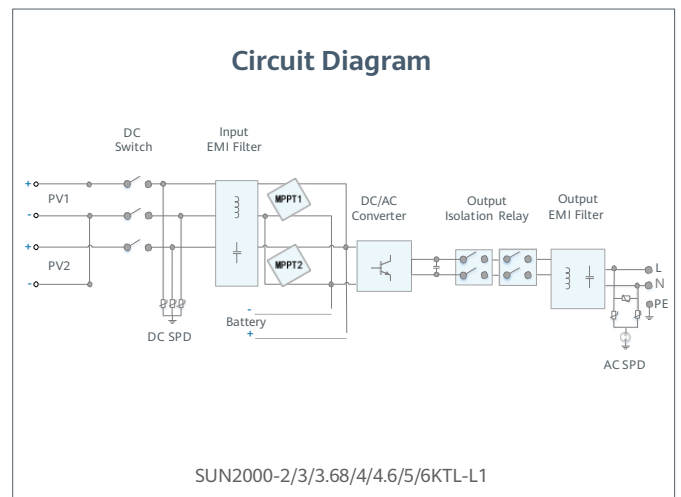 Circuit Diagram
DC
Switch
Input
EMI Filter
DC/AC
Converter
Output
Isolation Relay
Output
EMI Filter
+
PV1
-
+
PV2
-
MPPT1
MPPT2
L
N
PE
-
Battery
+
DC SPD
AC SPD
SUN2000-2/3/3.68/4/4.6/5/6KTL-L1